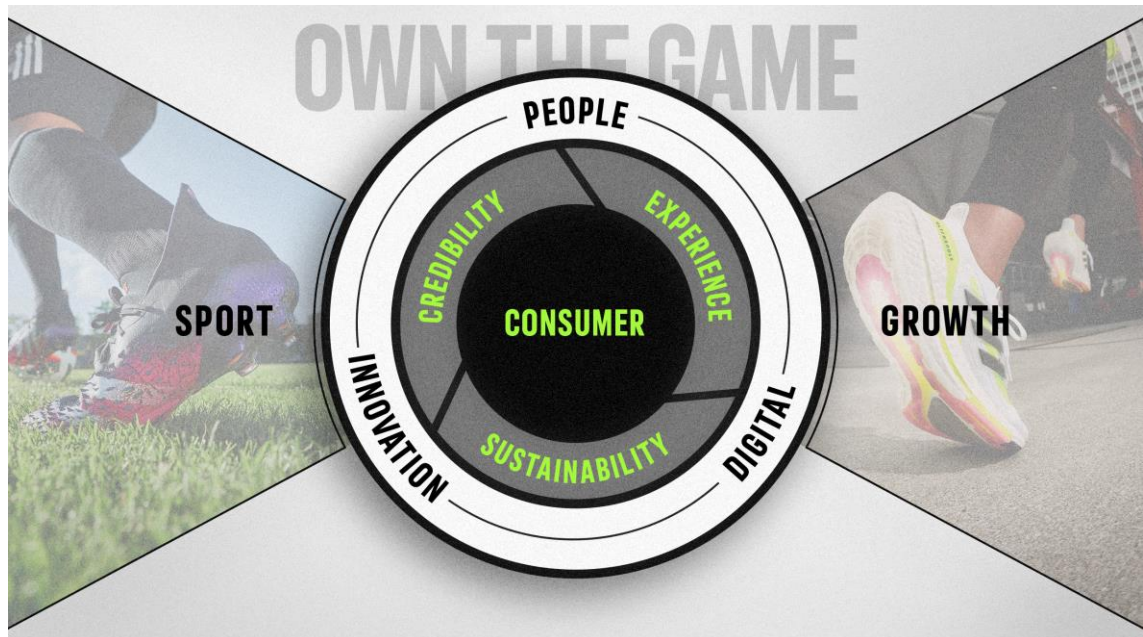 OWN THE GAME
PEOPLE
CREDIBILITY
EXPERIENCE
SPORT
CONSUMER
GROWTH
INNOVATION
SUSTAINABILITY
DIGITAL